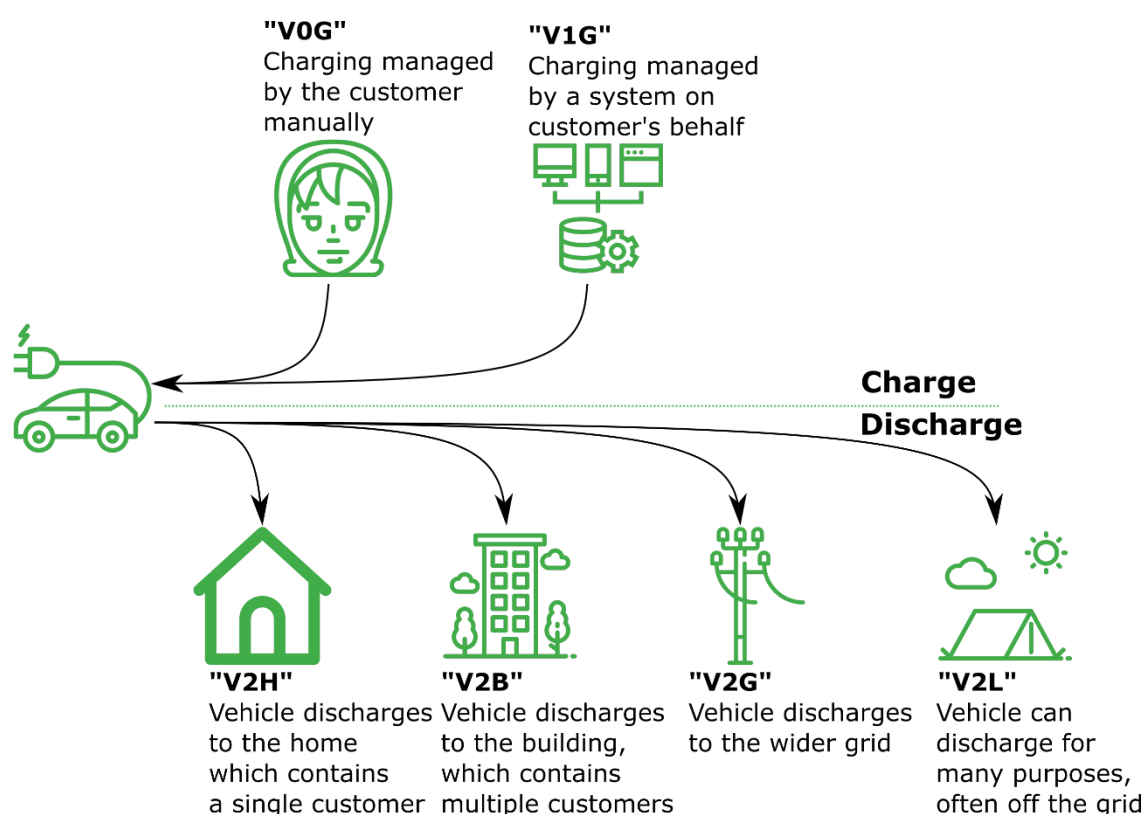 "V0G"
Charging managed
by the customer
manually
"V1G"
Charging managed
by a system on
customer's behalf
Charge
Discharge
"V2H"
Vehicle discharges
to the home
which contains
a single customer
"V2B"
Vehicle discharges
to the building,
which contains
multiple customers
"V2G"
Vehicle discharges
to the wider grid
"V2L"
Vehicle can
discharge for
many purposes,
often off the grid